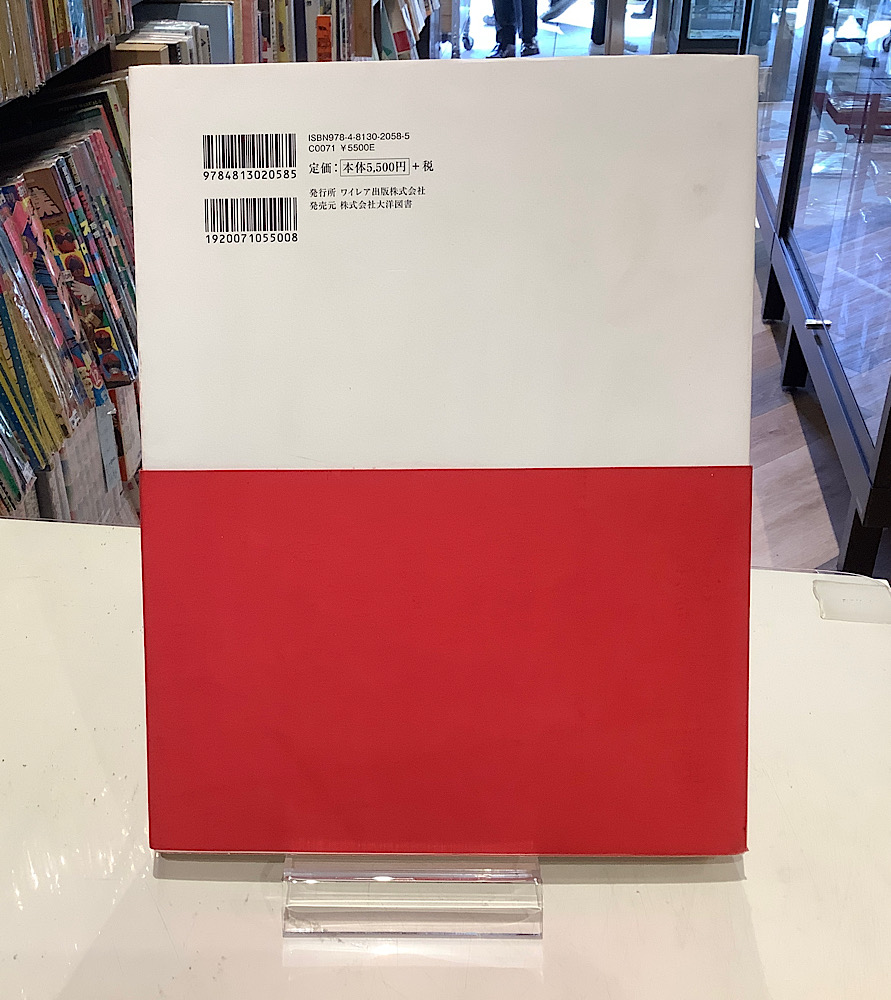 ISBN978-4-8130-2058-5
C0071 ¥5500E
定価：本体5,500円＋税
発行所 ワイレア出版株式会社
発売元 株式会社大洋図書
9784813020585
1920071055008